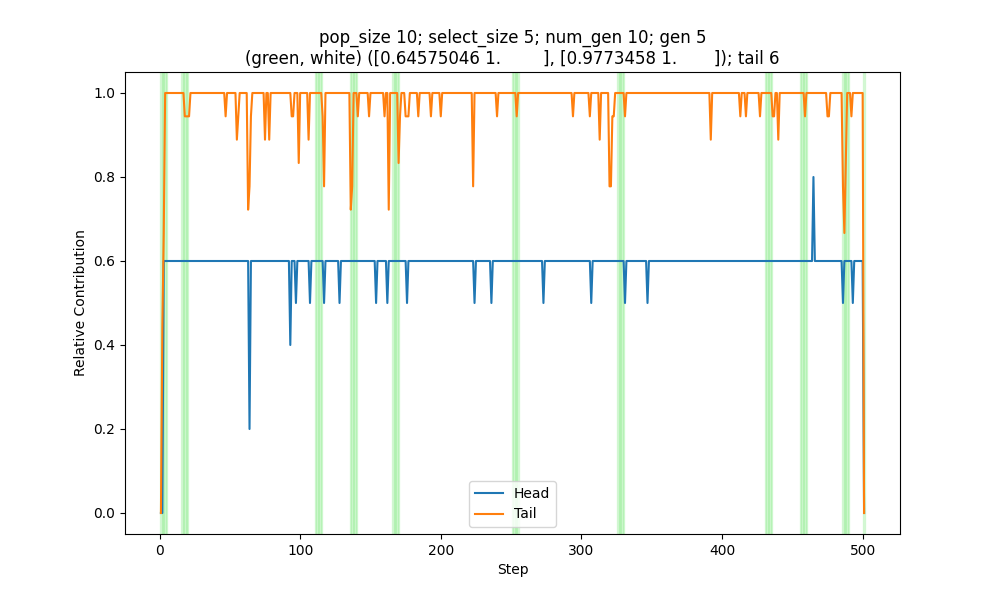 pop_size 10; select_size 5; num_gen 10; gen 5
(green, white) ([0.64575046 1.        ], [0.9773458 1.        ]); tail 6
1.0
0.8
0.6
0.4
0.2
0.0
Relative Contribution
Head
Tail
0 100 200 300 400 500
Step